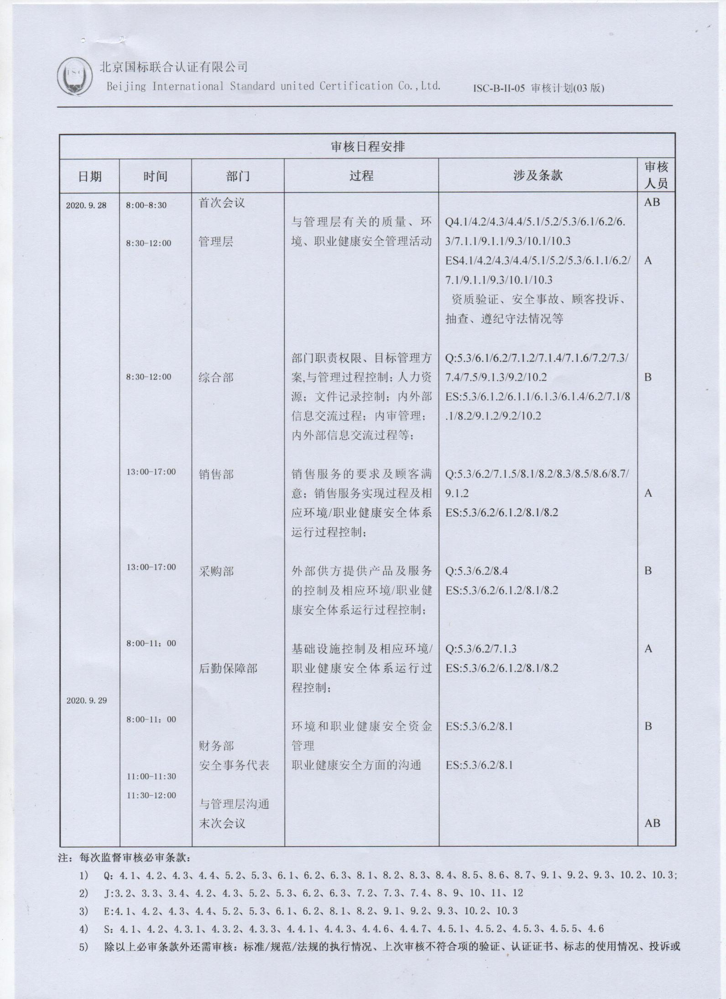 ISC
北京国标联合认证有限公司
Beijing International Standard united Certification Co.,Ltd.
ISC-B-II-05 审核计划(03 版)
审核日程安排
日期
时间
部门
过程
涉及条款
审核
人员
2020.9.28
8:00-8:30
首次会议
AB
8:30-12:00
管理层
与管理层有关的质量、环
境、职业健康安全管理活动
Q4.1/4.2/4.3/4.4/5.1/5.2/5.3/6.1/6.2/6.
3/7.1.1/9.1.1/9.3/10.1/10.3
ES4.1/4.2/4.3/4.4/5.1/5.2/5.3/6.1.1/6.2/
7.1/9.1.1/9.3/10.1/10.3
资质验证、安全事故、顾客投诉、
抽查、遵纪守法情况等
A
8:30-12:00
综合部
部门职责权限、目标管理方
案,与管理过程控制；人力资
源；文件记录控制；内外部
信息交流过程；内审管理；
内外部信息交流过程等；
Q:5.3/6.1/6.2/7.1.2/7.1.4/7.1.6/7.2/7.3/
7.4/7.5/9.1.3/9.2/10.2
ES:5.3/6.1.2/6.1.1/6.1.3/6.1.4/6.2/7.1/8
.1/8.2/9.1.2/9.2/10.2
B
13:00-17:00
销售部
销售服务的要求及顾客满
意；销售服务实现过程及相
应环境/职业健康安全体系
运行过程控制；
Q:5.3/6.2/7.1.5/8.1/8.2/8.3/8.5/8.6/8.7/
9.1.2
ES:5.3/6.2/6.1.2/8.1/8.2
A
13:00-17:00
采购部
外部供方提供产品及服务
的控制及相应环境/职业健
康安全体系运行过程控制；
Q:5.3/6.2/8.4
ES:5.3/6.2/6.1.2/8.1/8.2
B
2020.9.29
8:00-11：00
后勤保障部
基础设施控制及相应环境/
职业健康安全体系运行过
程控制；
Q:5.3/6.2/7.1.3
ES:5.3/6.2/6.1.2/8.1/8.2
A
8:00-11：00
财务部
环境和职业健康安全资金
管理
ES:5.3/6.2/8.1
B
安全事务代表
职业健康安全方面的沟通
ES:5.3/6.2/8.1
11:00-11:30
与管理层沟通
11:30-12:00
末次会议
AB
注：每次监督审核必审条款：
1) Q: 4.1、4.2、4.3、4.4、5.2、5.3、6.1、6.2、6.3、8.1、8.2、8.3、8.4、8.5、8.6、8.7、9.1、9.2、9.3、10.2、10.3;
2) J:3.2、3.3、3.4、4.2、4.3、5.2、5.3、6.2、6.3、7.2、7.3、7.4、8、9、10、11、12
3) E:4.1、4.2、4.3、4.4、5.2、5.3、6.1、6.2、8.1、8.2、9.1、9.2、9.3、10.2、10.3
4) S: 4.1、4.2、4.3.1、4.3.2、4.3.3、4.4.1、4.4.3、4.4.6、4.4.7、4.5.1、4.5.2、4.5.3、4.5.5、4.6
5) 除以上必审条款外还需审核：标准/规范/法规的执行情况、上次审核不符合项的验证、认证证书、标志的使用情况、投诉或